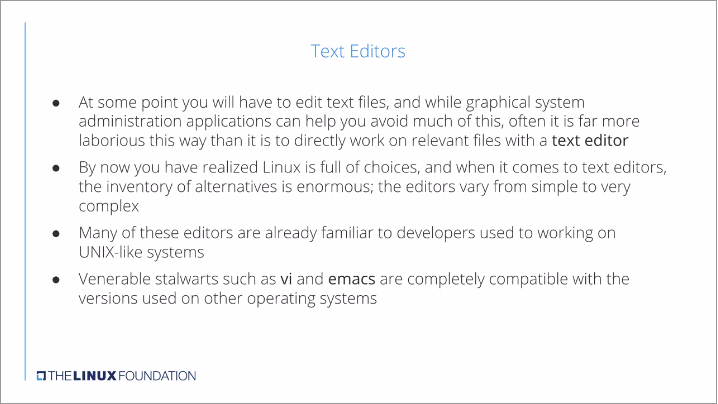 Text Editors
● At some point you will have to edit text files, and while graphical system
administration applications can help you avoid much of this, often it is far more
laborious this way than it is to directly work on relevant files with a text editor
● By now you have realized Linux is full of choices, and when it comes to text editors,
the inventory of alternatives is enormous; the editors vary from simple to very
complex
● Many of these editors are already familiar to developers used to working on
UNIX-like systems
● Venerable stalwarts such as vi and emacs are completely compatible with the
versions used on other operating systems
THE LINUX FOUNDATION